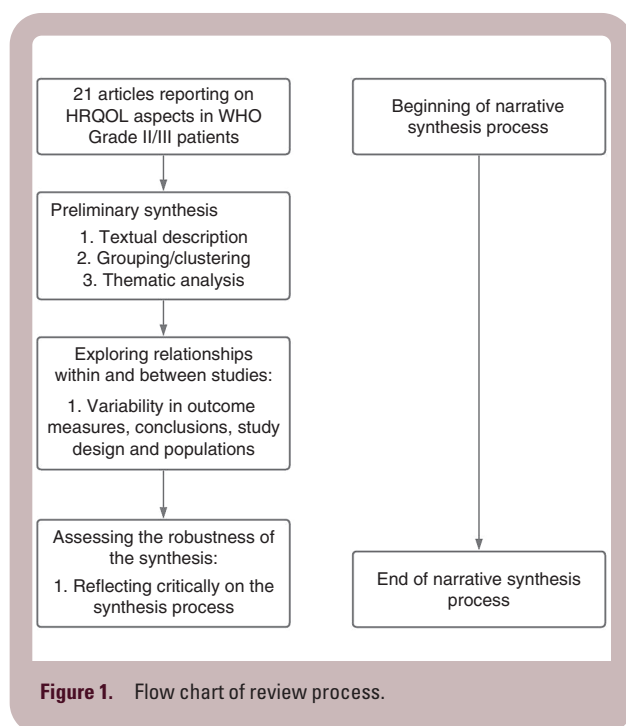 21 articles reporting on
HRQOL aspects in WHO
Grade II/III patients
Preliminary synthesis
1. Textual description
2. Grouping/clustering
3. Thematic analysis
Exploring relationships
within and between studies:
1. Variability in outcome
measures, conclusions, study
design and populations
Assessing the robustness of
the synthesis:
1. Reflecting critically on the
synthesis process
Beginning of narrative
synthesis process
End of narrative synthesis
process
Figure 1. Flow chart of review process.